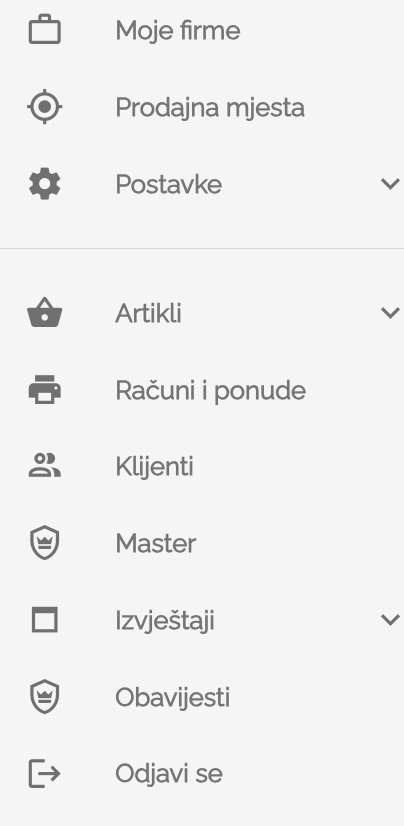 Moje firme
Prodajna mjesta
Postavke
Artikli
Računi i ponude
Klijenti
Master
Izvještaji
Obavijesti
Odjavi se